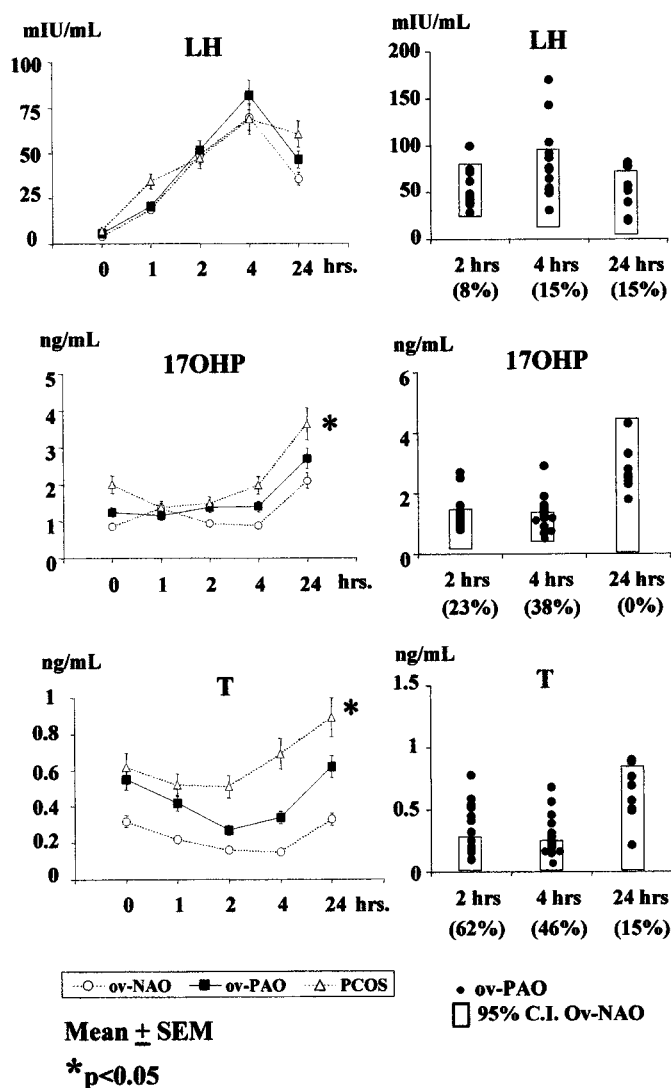 mIU/mL
LH
100
75
50
25
0
0 1 2 4 24 hrs.
mIU/mL
LH
200
150
100
50
0
2 hrs 4 hrs 24 hrs
(8%) (15%) (15%)
ng/mL
17OHP
5
4
3
2
1
0
*
0 1 2 4 24 hrs.
ng/mL
17OHP
6
4
2
0
2 hrs 4 hrs 24 hrs
(23%) (38%) (0%)
ng/mL
T
1
0.8
0.6
0.4
0.2
0
*
0 1 2 4 24 hrs.
ng/mL
T
1.5
1
0.5
0
2 hrs 4 hrs 24 hrs
(62%) (46%) (15%)
ov-NAO ov-PAO PCOS
Mean ± SEM
*p<0.05
ov-PAO
95% C.I. Ov-NAO